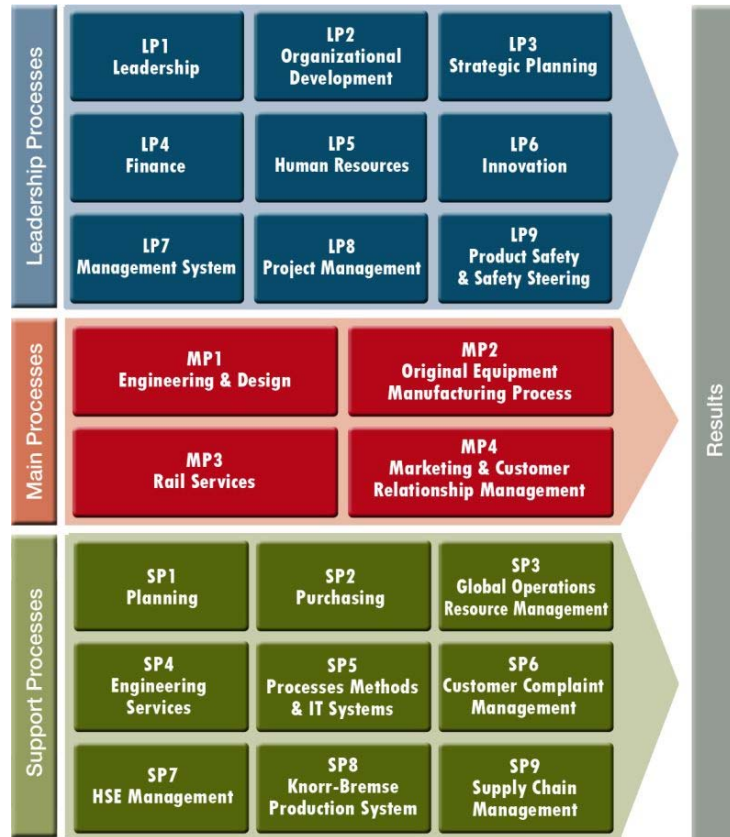 Leadership Processes
LP1
Leadership
LP2
Organizational
Development
LP3
Strategic Planning
LP4
Finance
LP5
Human Resources
LP6
Innovation
LP7
Management System
LP8
Project Management
LP9
Product Safety
& Safety Steering
Main Processes
MP1
Engineering & Design
MP2
Original Equipment
Manufacturing Process
MP3
Rail Services
MP4
Marketing & Customer
Relationship Management
Support Processes
SP1
Planning
SP2
Purchasing
SP3
Global Operations
Resource Management
SP4
Engineering
Services
SP5
Processes Methods
& IT Systems
SP6
Customer Complaint
Management
SP7
HSE Management
SP8
Knorr-Bremse
Production System
SP9
Supply Chain
Management
Results